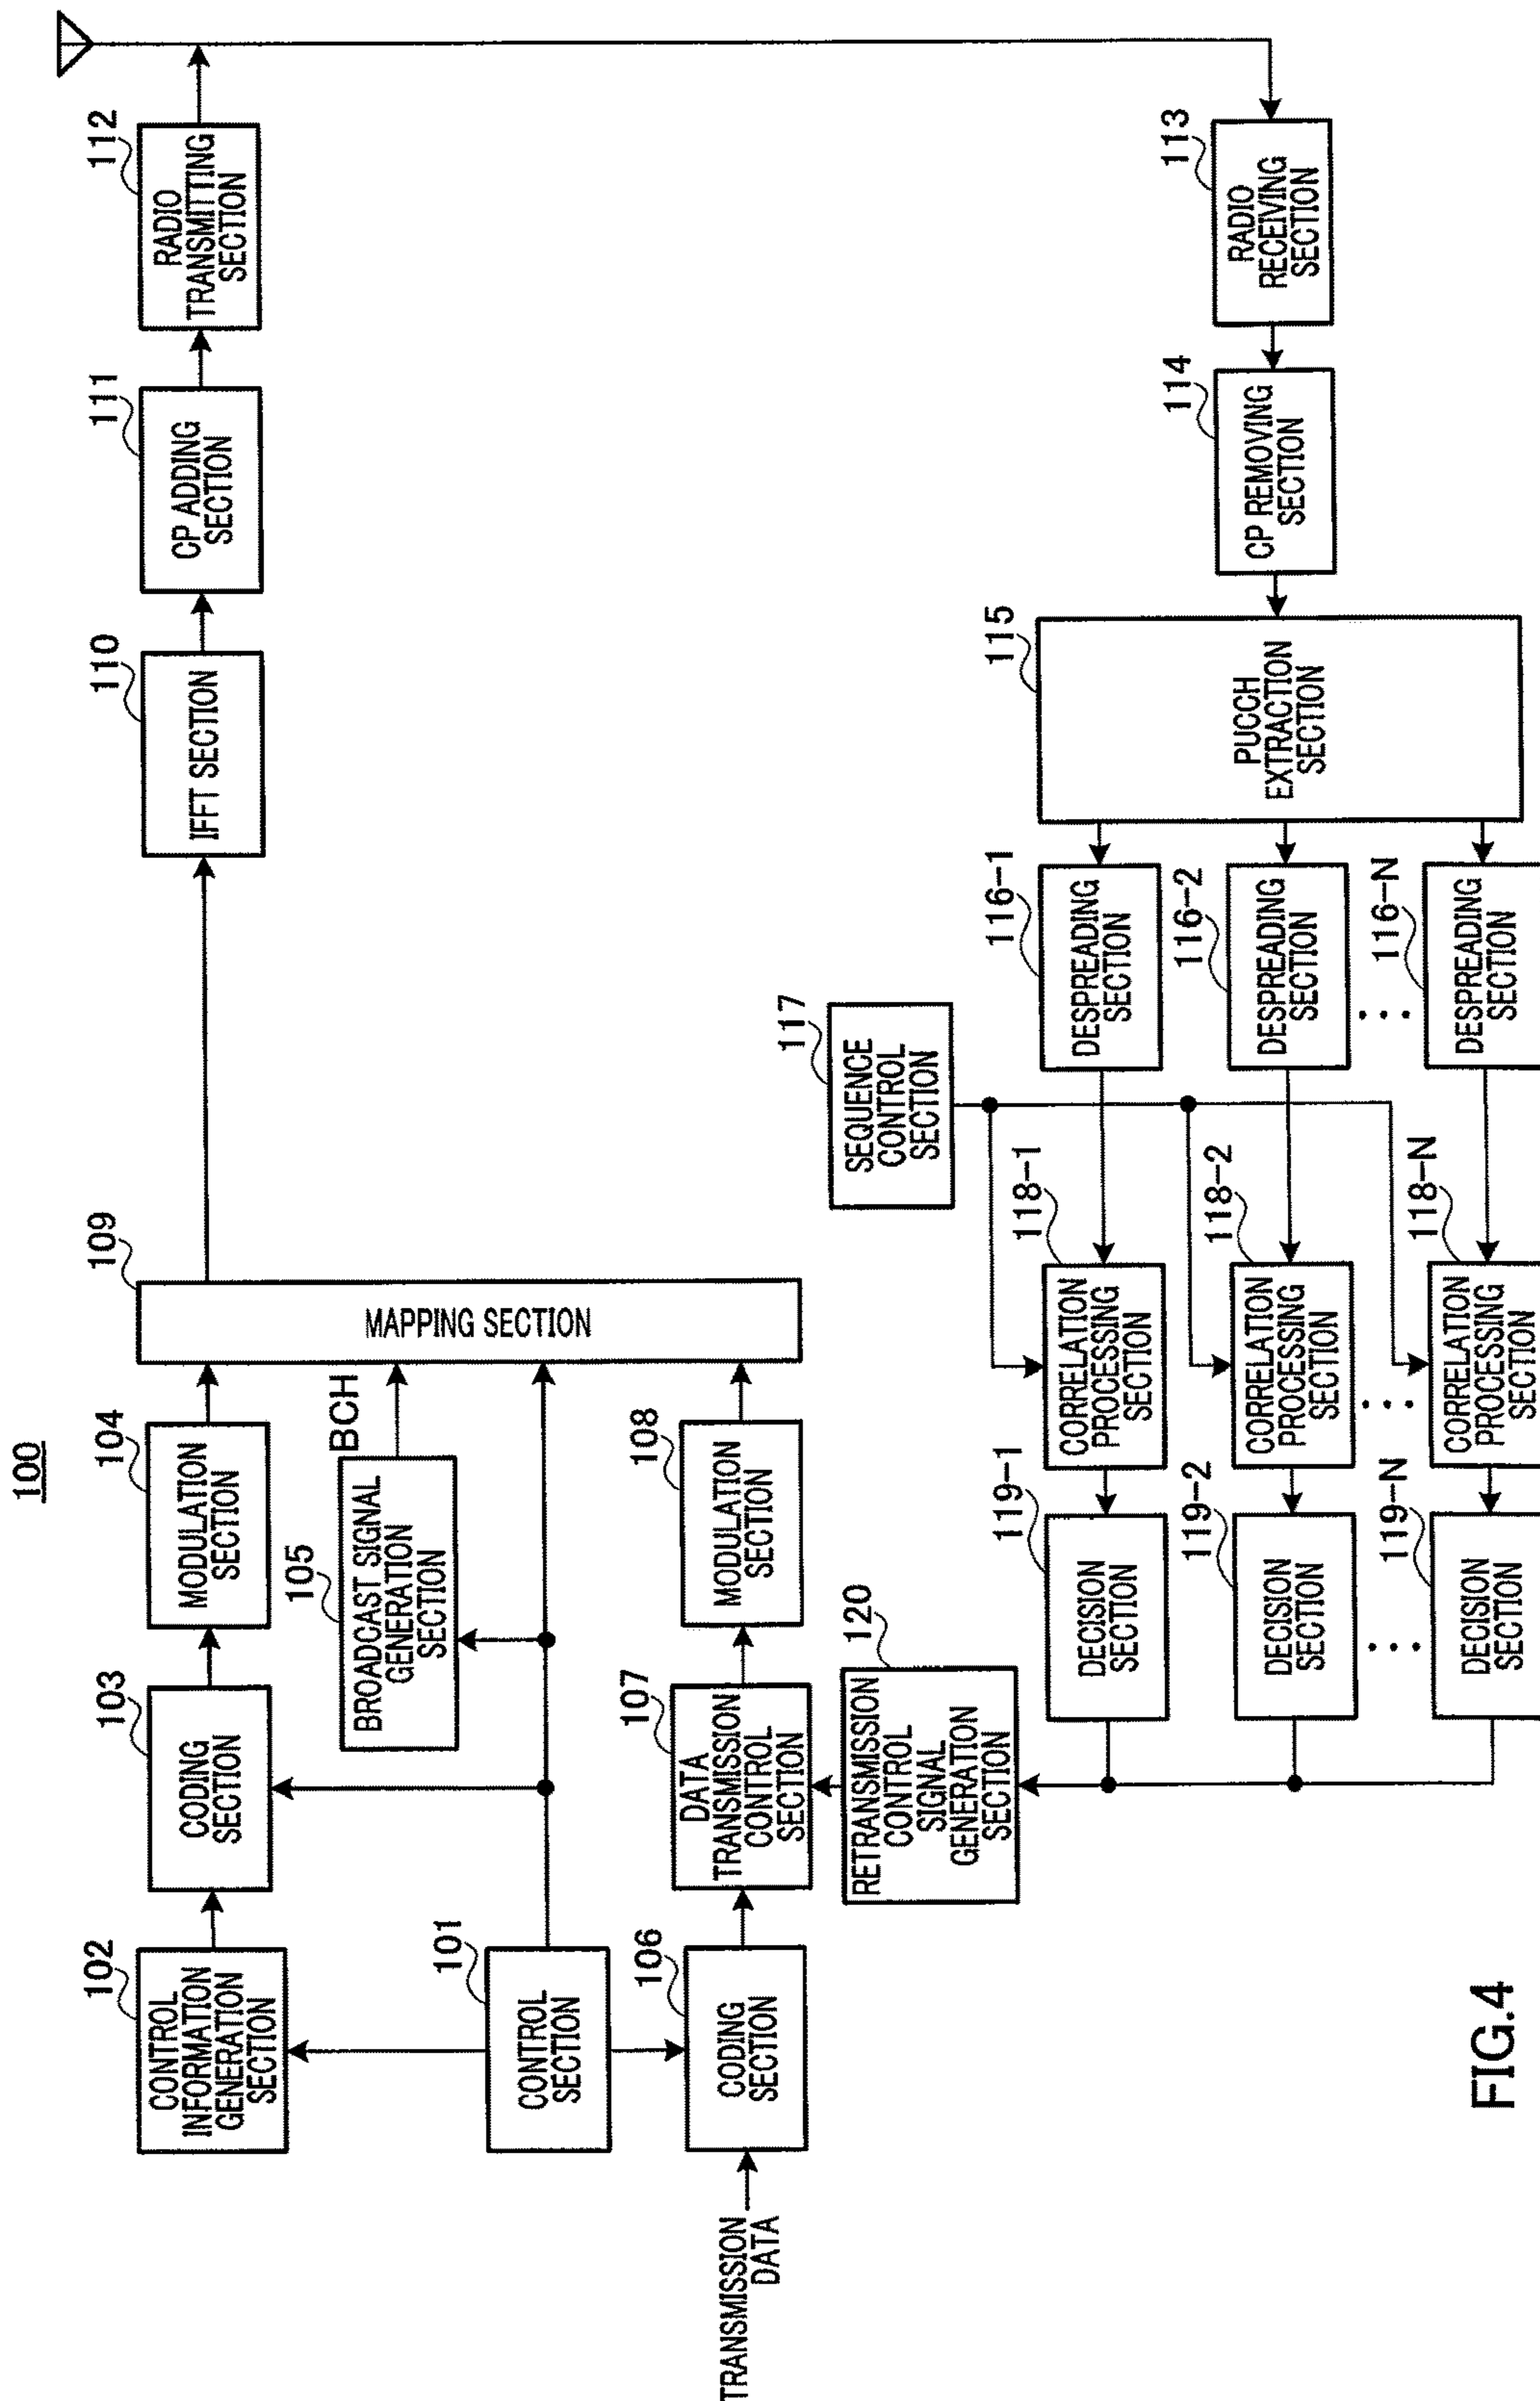 100
102
CONTROL
INFORMATION
GENERATION
SECTION
103
CODING
SECTION
104
MODULATION
SECTION
109
MAPPING SECTION
110
IFFT SECTION
111
CP ADDING
SECTION
112
RADIO
TRANSMITTING
SECTION
105
BROADCAST SIGNAL
GENERATION
SECTION
BCH
101
CONTROL
SECTION
TRANSMISSION
DATA
106
CODING
SECTION
107
DATA
TRANSMISSION
CONTROL
SECTION
108
MODULATION
SECTION
120
RETRANSMISSION
CONTROL
SIGNAL
GENERATION
SECTION
117
SEQUENCE
CONTROL
SECTION
119-1
DECISION
SECTION
118-1
CORRELATION
PROCESSING
SECTION
116-1
DESPREADING
SECTION
115
PUCCH
EXTRACTION
SECTION
114
CP REMOVING
SECTION
113
RADIO
RECEIVING
SECTION
119-2
DECISION
SECTION
118-2
CORRELATION
PROCESSING
SECTION
116-2
DESPREADING
SECTION
...
...
...
119-N
DECISION
SECTION
118-N
CORRELATION
PROCESSING
SECTION
116-N
DESPREADING
SECTION
FIG.4